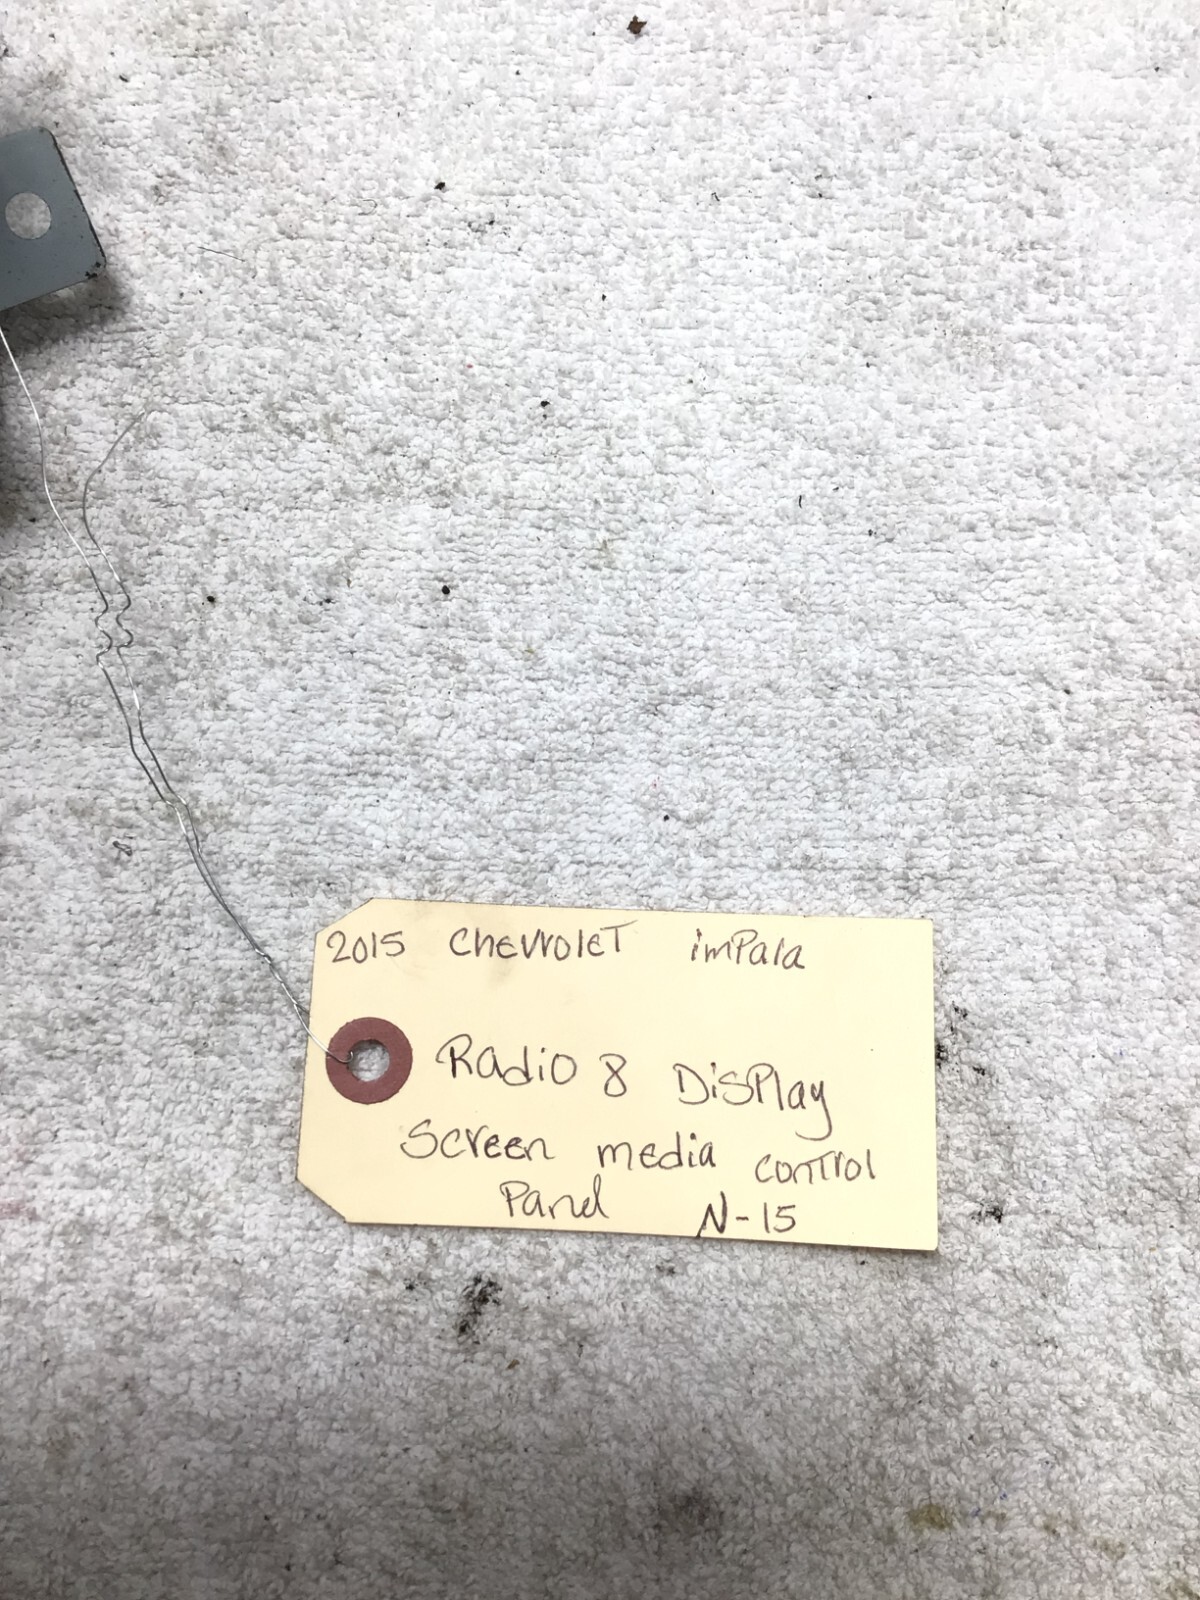 2015 Chevrolet imPala
Radio 8 DisPlay
Screen media control
Panel N-15